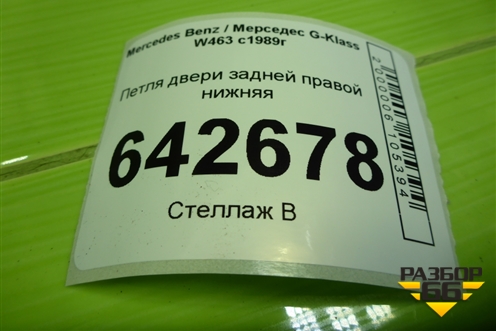 Mercedes Benz / Мерседес G-Klass
W463 с1989г
Петля двери задней правой
нижняя
642678
Стеллаж В
2000006105394
РАЗБОР
66